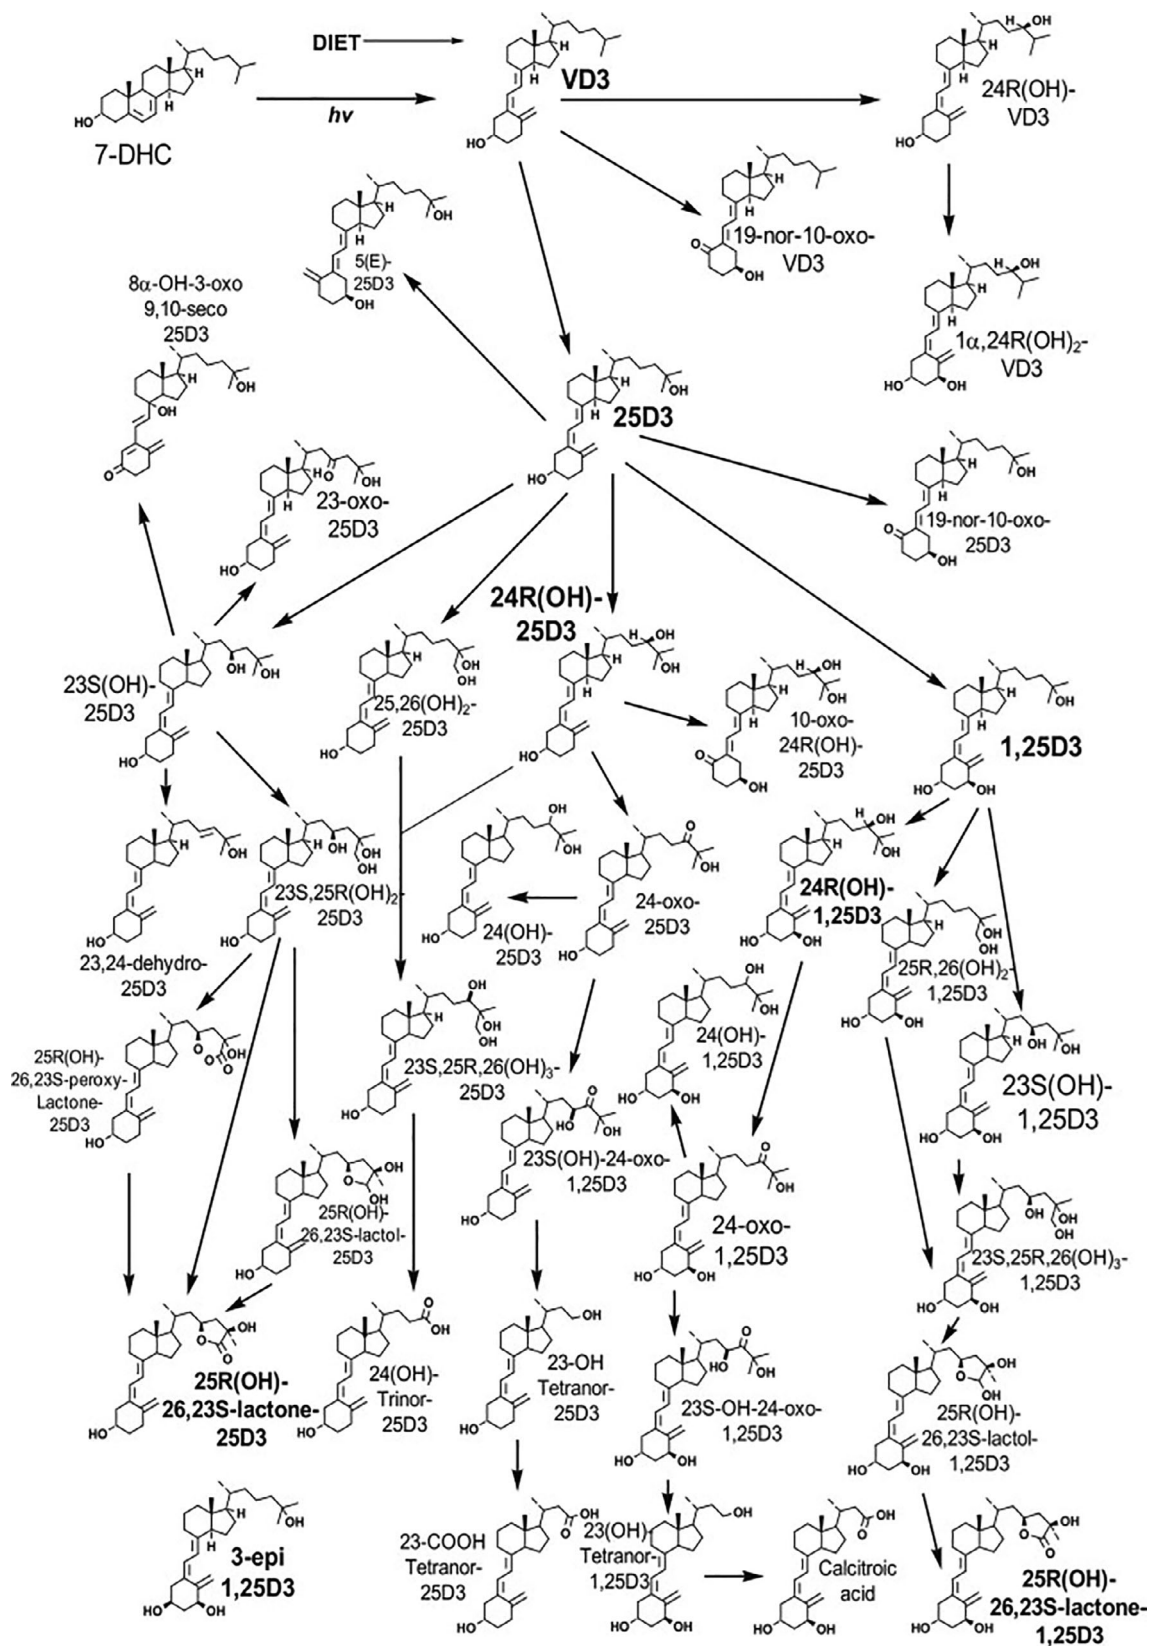 DIET
hν
7-DHC
VD3
24R(OH)-
VD3
19-nor-10-oxo-
VD3
5(E)-
25D3
1α,24R(OH)2-
VD3
8α-OH-3-oxo
9,10-seco
25D3
25D3
23-oxo-
25D3
19-nor-10-oxo-
25D3
24R(OH)-
25D3
23S(OH)-
25D3
25,26(OH)2-
25D3
10-oxo-
24R(OH)-
25D3
1,25D3
23,24-dehydro-
25D3
23S,25R(OH)2-
25D3
24(OH)-
25D3
24-oxo-
25D3
24R(OH)-
1,25D3
25R,26(OH)2-
1,25D3
23S(OH)-
1,25D3
25R(OH)-
26,23S-peroxy-
Lactone-
25D3
23S,25R,26(OH)3-
25D3
24(OH)-
1,25D3
23S(OH)-24-oxo-
1,25D3
25R(OH)-
26,23S-lactol-
25D3
24-oxo-
1,25D3
23S,25R,26(OH)3-
1,25D3
25R(OH)-
26,23S-lactone-
25D3
24(OH)-
Trinor-
25D3
23-OH
Tetranor-
25D3
23S-OH-24-oxo-
1,25D3
25R(OH)-
26,23S-lactol-
1,25D3
3-epi
1,25D3
23-COOH
Tetranor-
25D3
23(OH)
Tetranor-
1,25D3
Calcitroic
acid
25R(OH)-
26,23S-lactone-
1,25D3